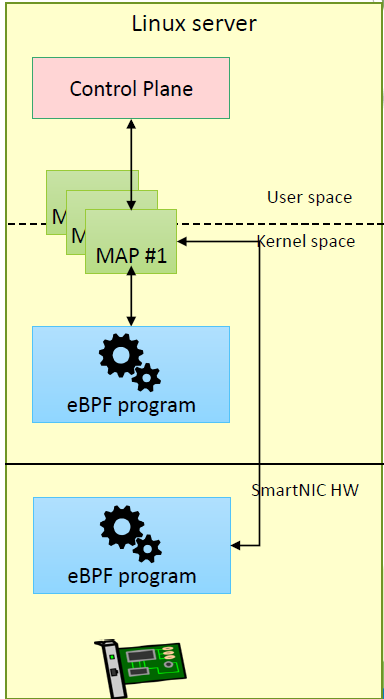 Linux server
Control Plane
User space
M
M
Kernel space
MAP #1
eBPF program
SmartNIC HW
eBPF program